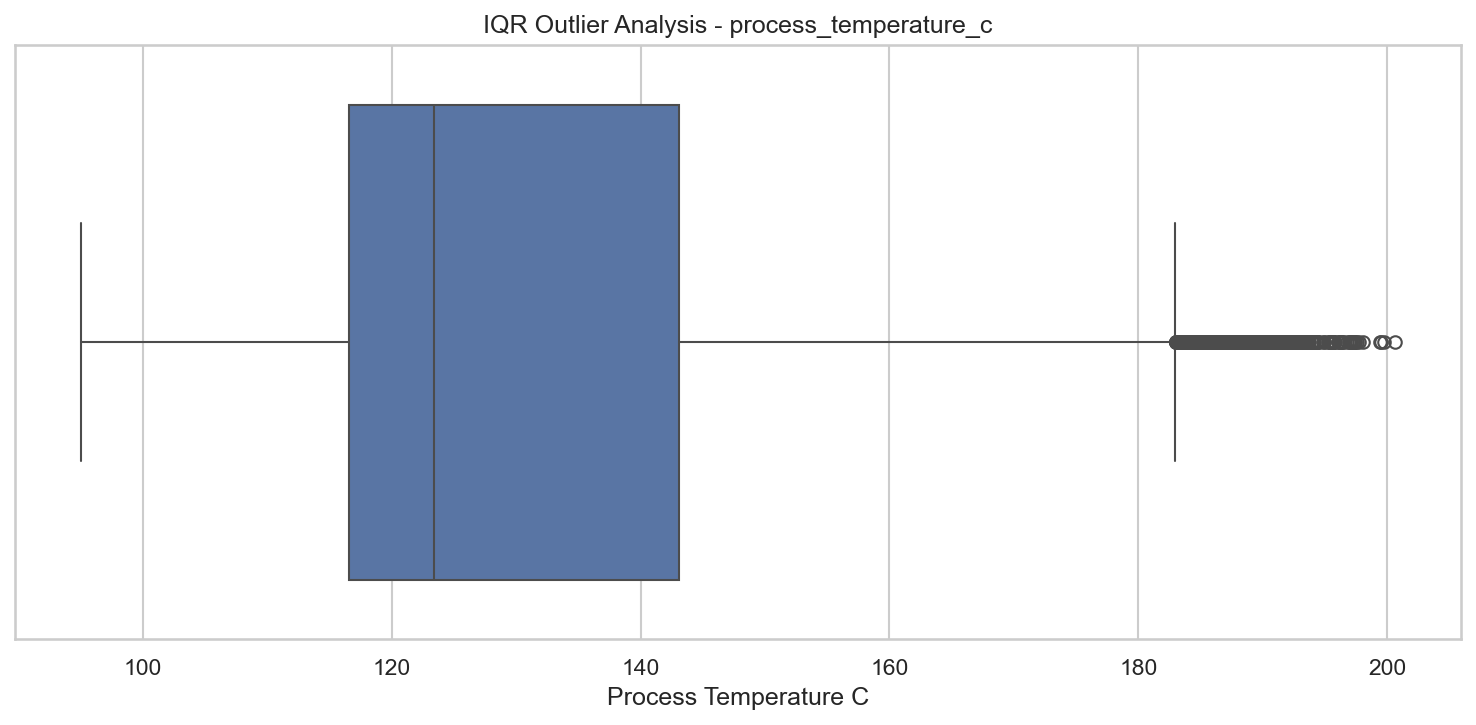 IQR Outlier Analysis - process_temperature_c
100 120 140 160 180 200
Process Temperature C